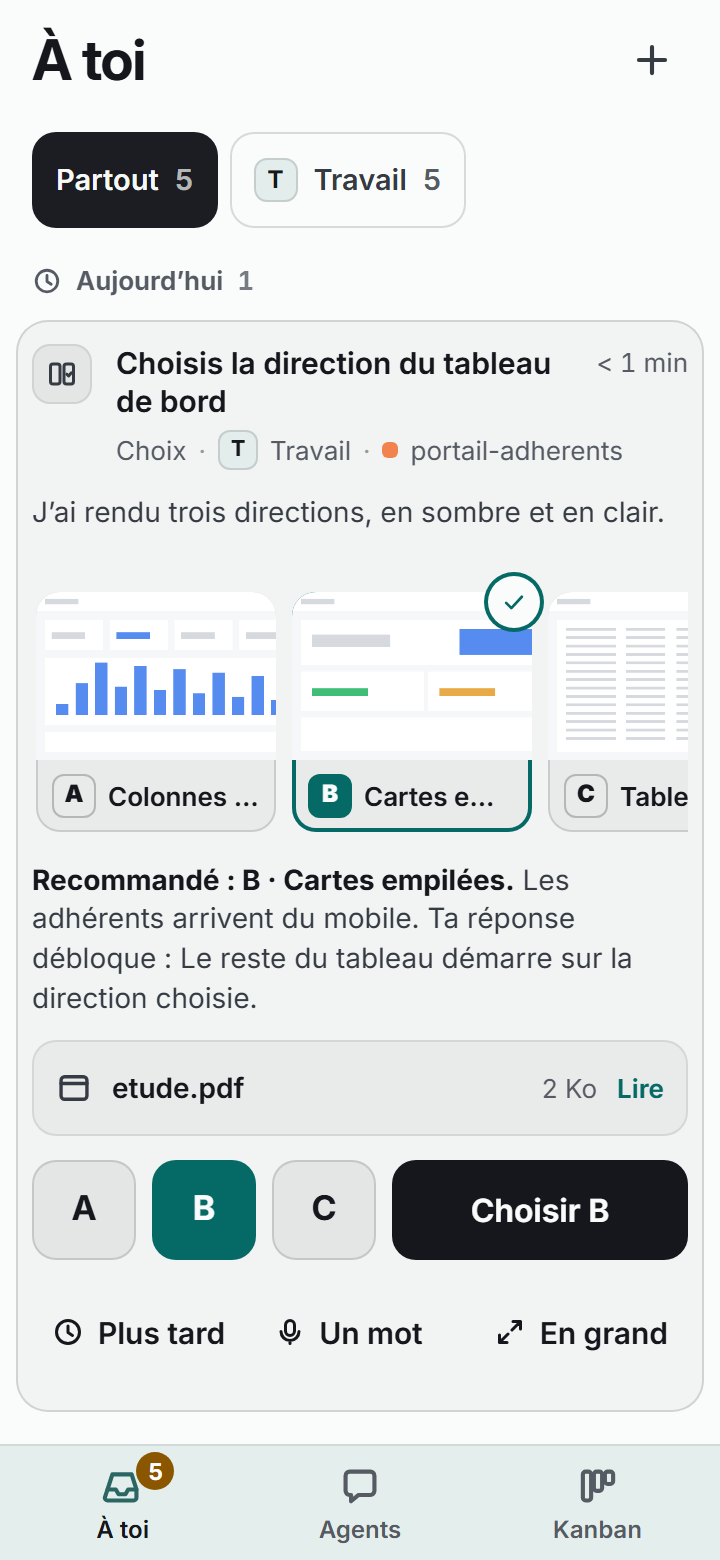 À toi
Partout 5
T Travail 5
Aujourd’hui 1
Choisis la direction du tableau
de bord
< 1 min
Choix · T Travail · portail-adherents
J’ai rendu trois directions, en sombre et en clair.
A Colonnes ...
B Cartes e...
C Table
Recommandé : B · Cartes empilées. Les
adhérents arrivent du mobile. Ta réponse
débloque : Le reste du tableau démarre sur la
direction choisie.
etude.pdf 2 Ko Lire
A B C Choisir B
Plus tard Un mot En grand
5
À toi Agents Kanban